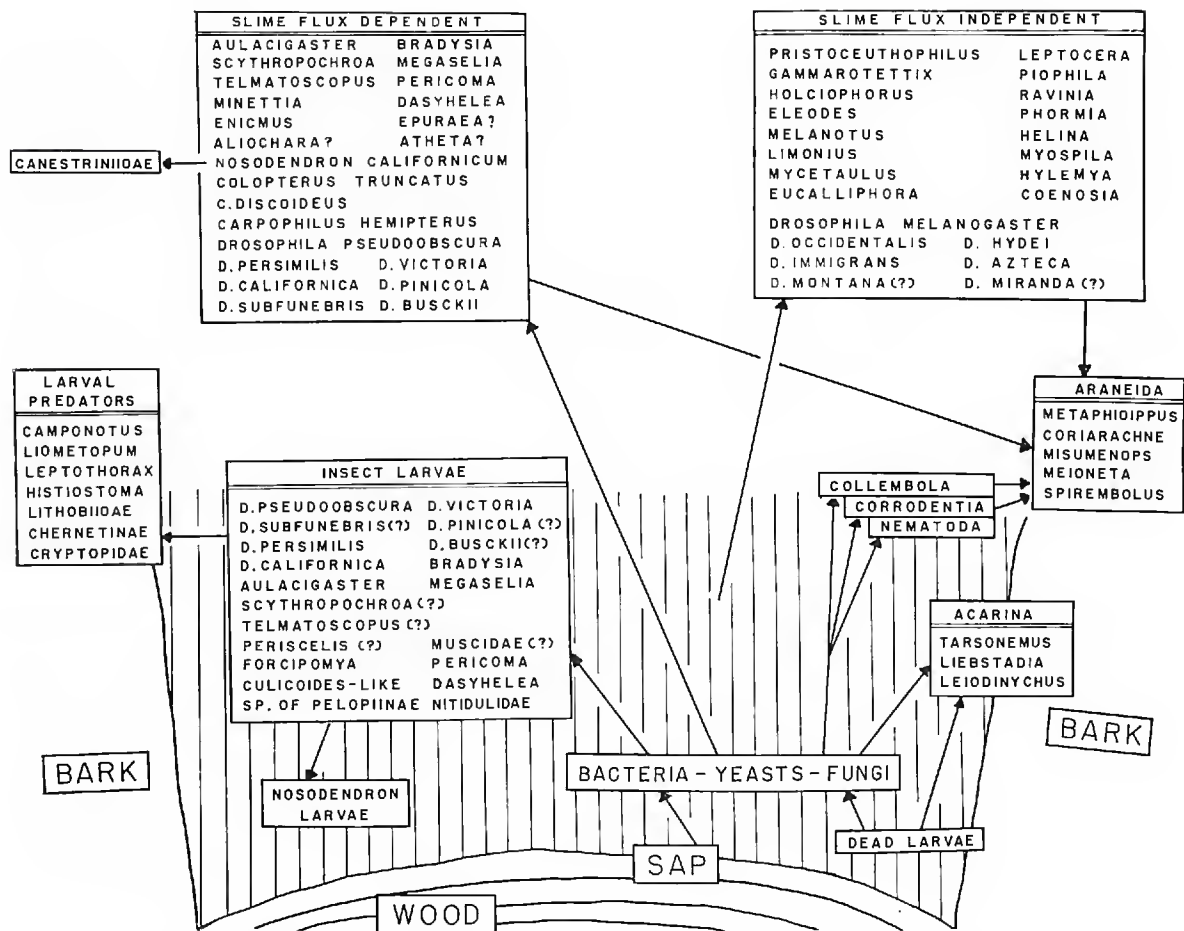 SLIME FLUX DEPENDENT
AULACIGASTER BRADYSIA
SCYTHROPOCHROA MEGASELIA
TELMATOSCOPUS PERICOMA
MINETTIA DASYHELEA
ENICMUS EPURAEA?
ALIOCHARA? ATHETA?
NOSODENDRON CALIFORNICUM
COLOPTERUS TRUNCATUS
C.DISCOIDEUS
CARPOPHILUS HEMIPTERUS
DROSOPHILA PSEUDOOBSCURA
D.PERSIMILIS D.VICTORIA
D.CALIFORNICA D.PINICOLA
D.SUBFUNEBRIS D.BUSCKII
CANESTRINIIDAE
SLIME FLUX INDEPENDENT
PRISTOCEUTHOPHILUS LEPTOCERA
GAMMAROTETTIX PIOPHILA
HOLCIOPHORUS RAVINIA
ELEODES PHORMIA
MELANOTUS HELINA
LIMONIUS MYOSPILA
MYCETAULUS HYLEMYA
EUCALLIPHORA COENOSIA
DROSOPHILA MELANOGASTER
D.OCCIDENTALIS D. HYDEI
D.IMMIGRANS D. AZTECA
D.MONTANA(?) D. MIRANDA(?)
LARVAL
PREDATORS
CAMPONOTUS
LIOMETOPUM
LEPTOTHORAX
HISTIOSTOMA
LITHOBIIDAE
CHERNETINAE
CRYPTOPIDAE
INSECT LARVAE
D.PSEUDOOBSCURA D.VICTORIA
D.SUBFUNEBRIS(?) D.PINICOLA(?)
D.PERSIMILIS D.BUSCKII(?)
D.CALIFORNICA BRADYSIA
AULACIGASTER MEGASELIA
SCYTHROPOCHROA(?)
TELMATOSCOPUS(?)
PERISCELIS(?) MUSCIDAE(?)
FORCIPOMYA PERICOMA
CULICOIDES-LIKE DASYHELEA
SP. OF PELOPIINAE NITIDULIDAE
ARANEIDA
METAPHIDIPPUS
CORIARACHNE
MISUMENOPS
MEIONETA
SPIREMBOLUS
COLLEMBOLA
CORRODENTIA
NEMATODA
ACARINA
TARSONEMUS
LIEBSTADIA
LEIODINYCHUS
BARK
BARK
NOSODENDRON
LARVAE
BACTERIA-YEASTS-FUNGI
DEAD LARVAE
SAP
WOOD